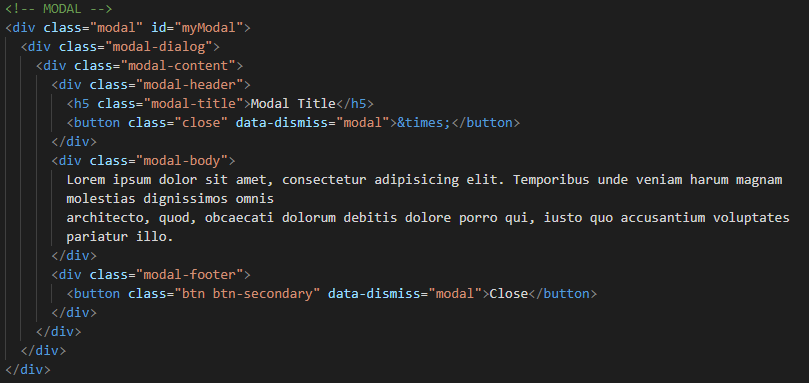 <!-- MODAL -->
<div class="modal" id="myModal">
<div class="modal-dialog">
<div class="modal-content">
<div class="modal-header">
<h5 class="modal-title">Modal Title</h5>
<button class="close" data-dismiss="modal">&times;</button>
</div>
<div class="modal-body">
Lorem ipsum dolor sit amet, consectetur adipisicing elit. Temporibus unde veniam harum magnam
molestias dignissimos omnis
architecto, quod, obcaecati dolorum debitis dolore porro qui, iusto quo accusantium voluptates
pariatur illo.
</div>
<div class="modal-footer">
<button class="btn btn-secondary" data-dismiss="modal">Close</button>
</div>
</div>
</div>
</div>